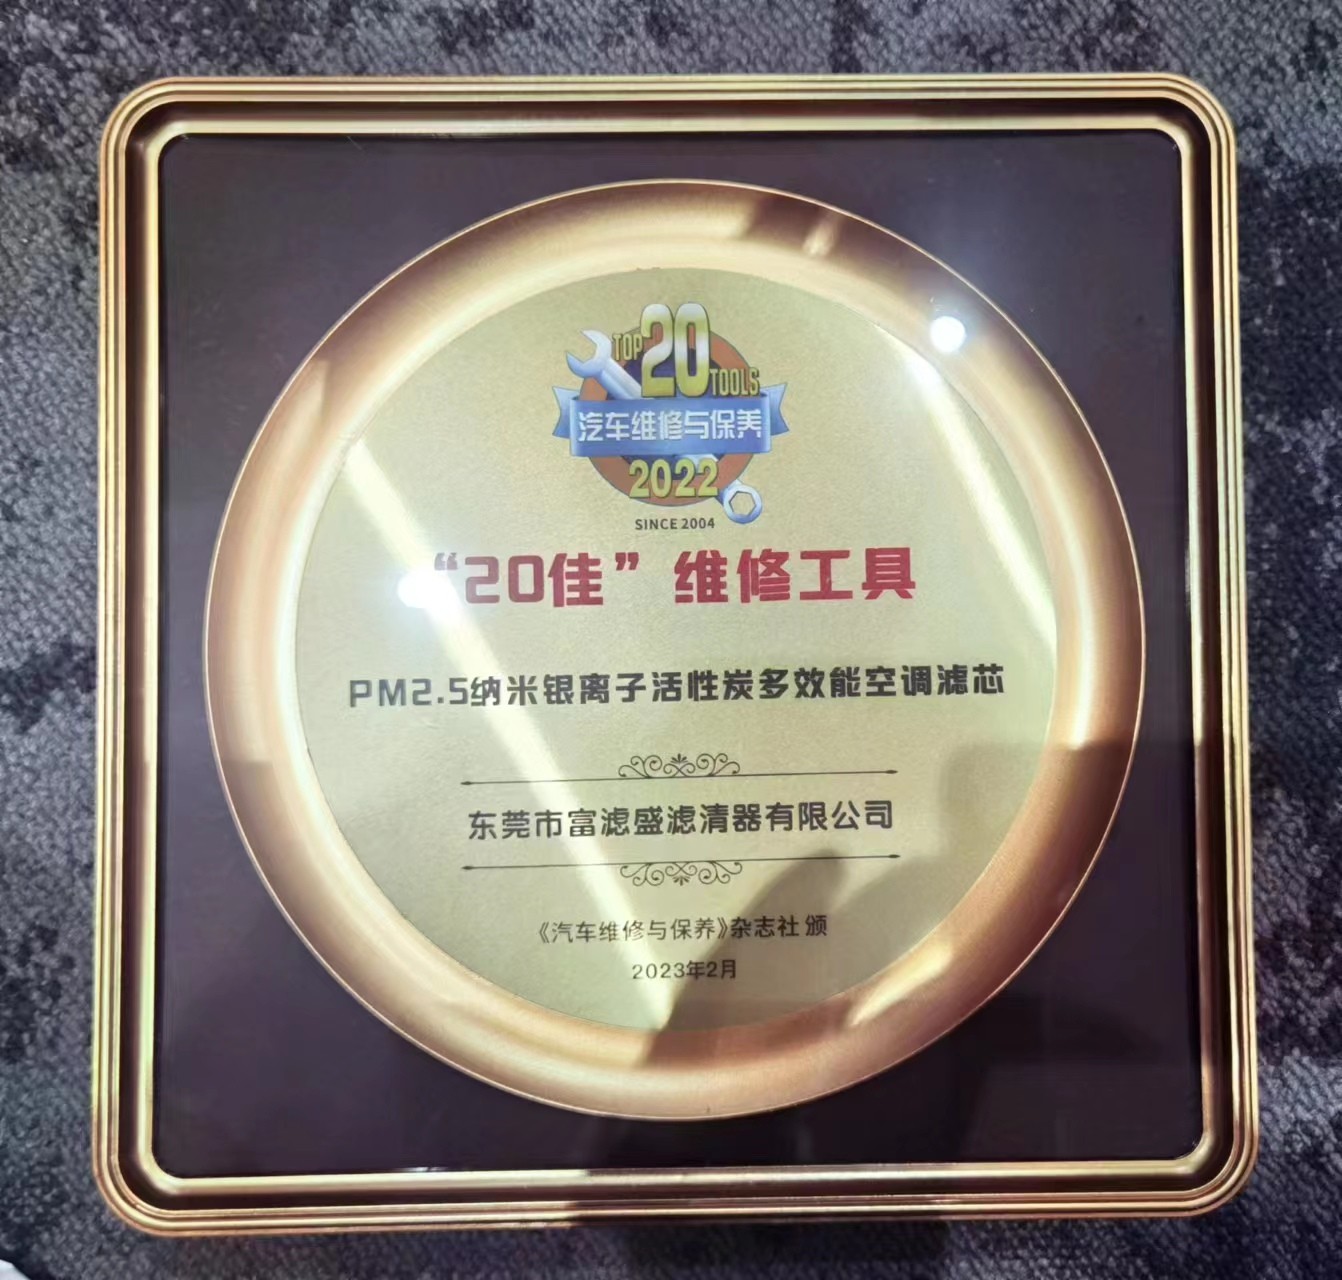 TOP 20 TOOLS
汽车维修与保养
2022
SINCE 2004
“20佳”维修工具
PM2.5纳米银离子活性炭多效能空调滤芯
东莞市富滤盛滤清器有限公司
《汽车维修与保养》杂志社 颁
2023年2月